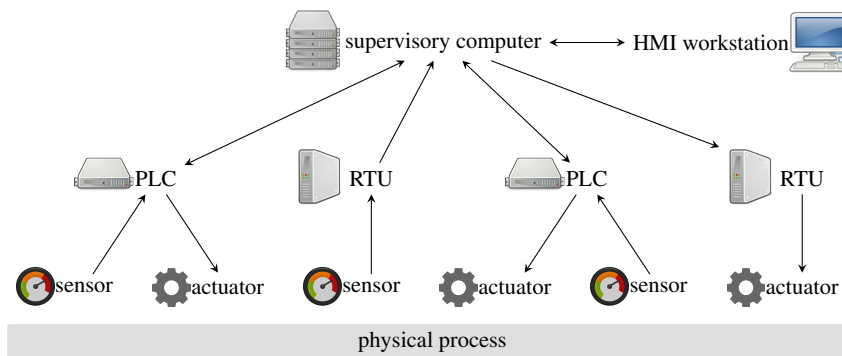 supervisory computer
HMI workstation
PLC
RTU
PLC
RTU
sensor
actuator
sensor
actuator
sensor
actuator
physical process